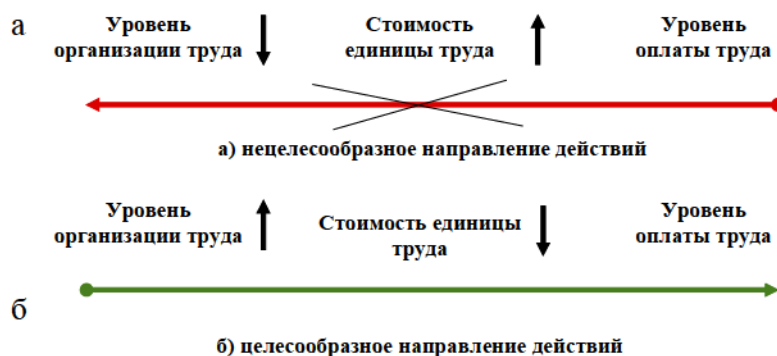 а
Уровень
организации труда
Стоимость
единицы труда
Уровень
оплаты труда
а) нецелесообразное направление действий
Уровень
организации труда
Стоимость единицы
труда
Уровень
оплаты труда
б
б) целесообразное направление действий